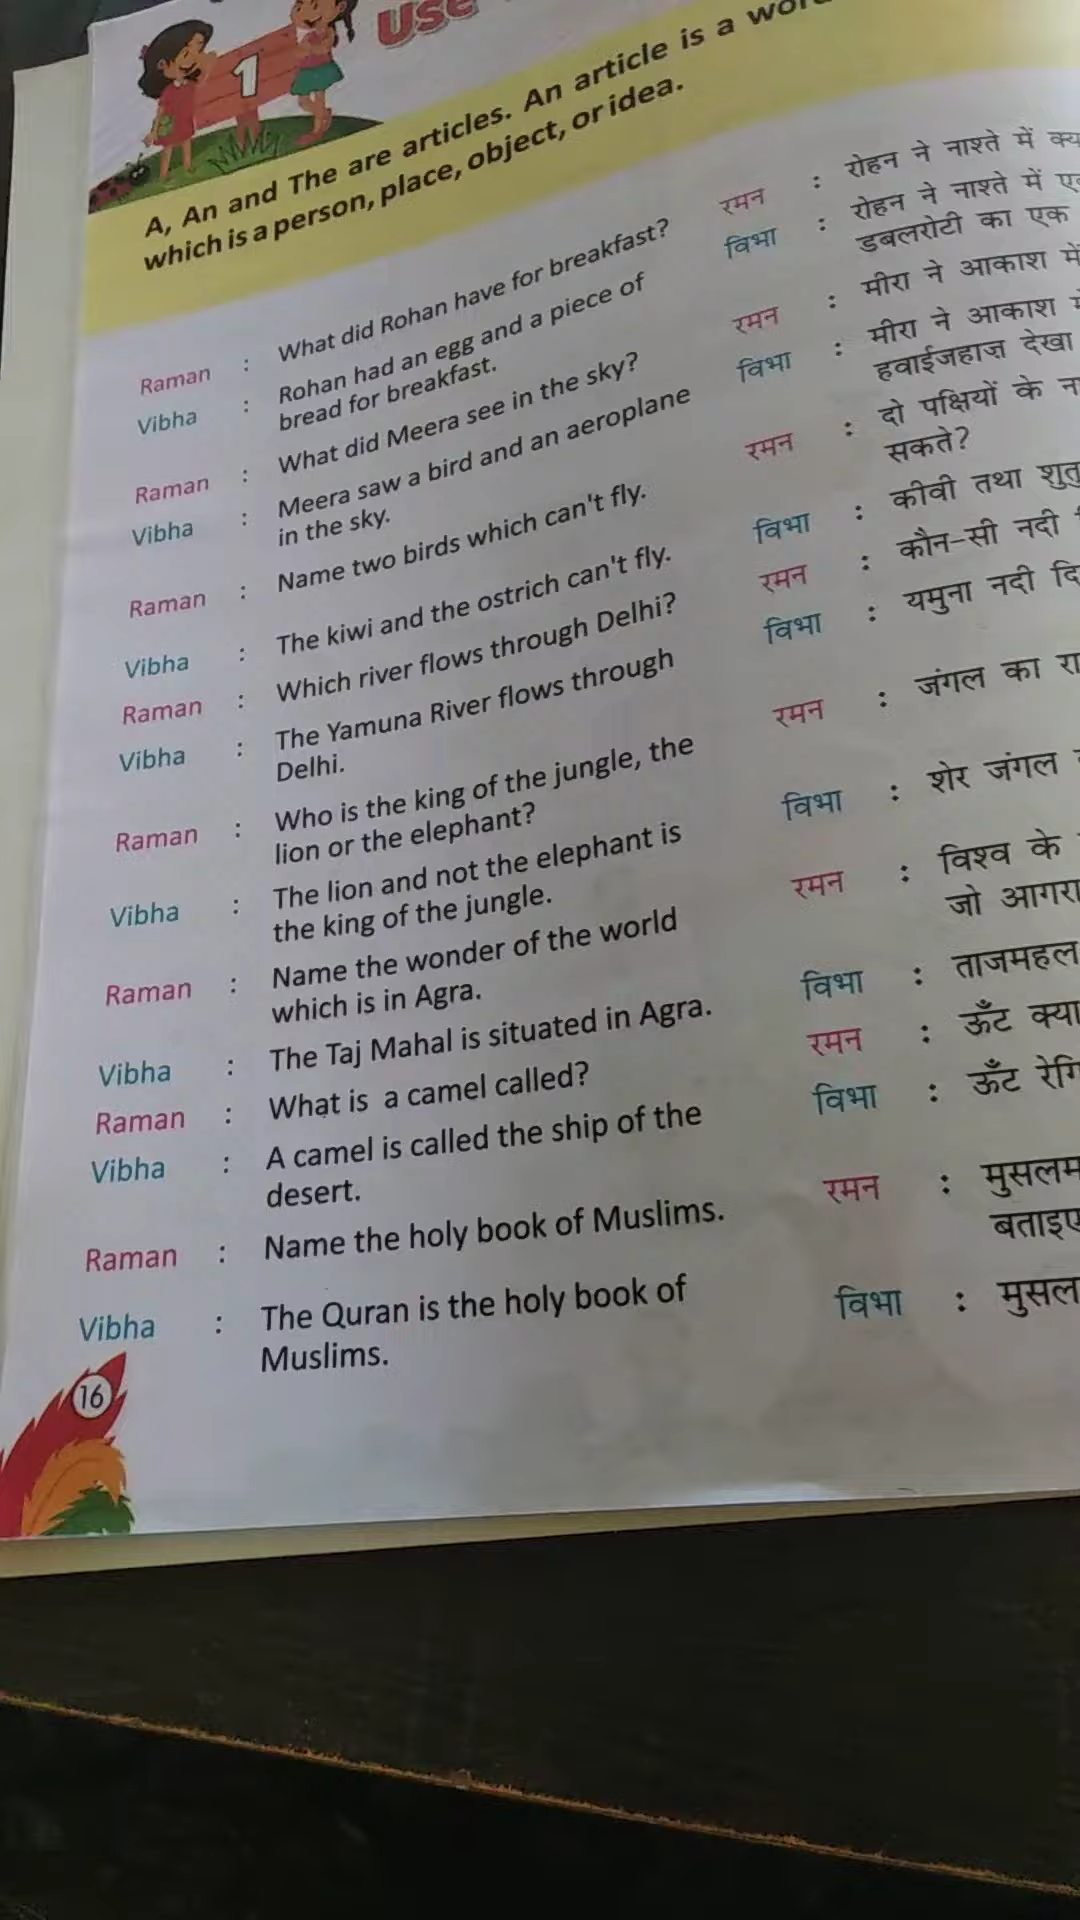 Use
1
A, An and The are articles. An article is a
which is a person, place, object, or idea.
Raman : What did Rohan have for breakfast?
Vibha : Rohan had an egg and a piece of
bread for breakfast.
Raman : What did Meera see in the sky?
Vibha : Meera saw a bird and an aeroplane
in the sky.
Raman : Name two birds which can't fly.
Vibha : The kiwi and the ostrich can't fly.
Raman : Which river flows through Delhi?
Vibha : The Yamuna River flows through
Delhi.
Raman : Who is the king of the jungle, the
lion or the elephant?
Vibha : The lion and not the elephant is
the king of the jungle.
Raman : Name the wonder of the world
which is in Agra.
Vibha : The Taj Mahal is situated in Agra.
Raman : What is a camel called?
Vibha : A camel is called the ship of the
desert.
Raman : Name the holy book of Muslims.
Vibha : The Quran is the holy book of
Muslims.
रमन : रोहन ने नाश्ते में
विभा : रोहन ने नाश्ते में
डबलरोटी का एक
रमन : मीरा ने आकाश में
विभा : मीरा ने आकाश
हवाईजहाज़ देखा
रमन : दो पक्षियों के
सकते?
विभा : कीवी तथा
रमन : कौन-सी नदी
विभा : यमुना नदी
रमन : जंगल का
विभा : शेर जंगल
रमन : विश्व के
जो आगरा
विभा : ताजमहल
रमन : ऊँट क्या
विभा : ऊँट
रमन :
विभा :
16